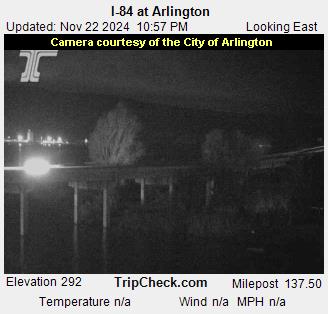 I-84 at Arlington
Updated: Nov 22 2024 10:57 PM Looking East
Camera courtesy of the City of Arlington
Elevation 292 TripCheck.com Milepost 137.50
Temperature n/a Wind n/a MPH n/a